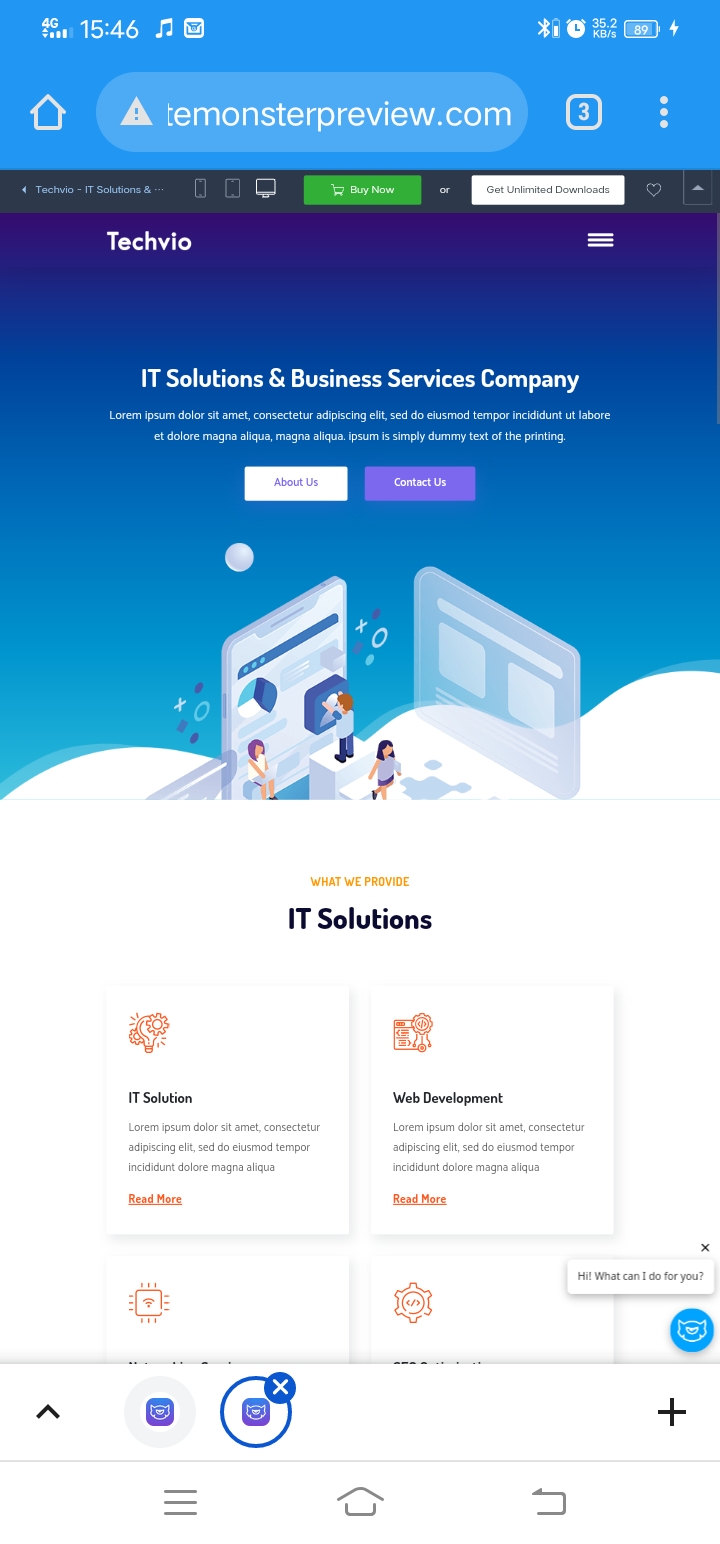 4G 15:46 35.2 KB/s 89
temonsterpreview.com 3
Techvio - IT Solutions & ··· Buy Now or Get Unlimited Downloads
Techvio
IT Solutions & Business Services Company
Lorem ipsum dolor sit amet, consectetur adipiscing elit, sed do eiusmod tempor incididunt ut labore
et dolore magna aliqua, magna aliqua. ipsum is simply dummy text of the printing.
About Us Contact Us
WHAT WE PROVIDE
IT Solutions
IT Solution
Lorem ipsum dolor sit amet, consectetur
adipiscing elit, sed do eiusmod tempor
incididunt dolore magna aliqua
Read More
Web Development
Lorem ipsum dolor sit amet, consectetur
adipiscing elit, sed do eiusmod tempor
incididunt dolore magna aliqua
Read More
Hi! What can I do for you?